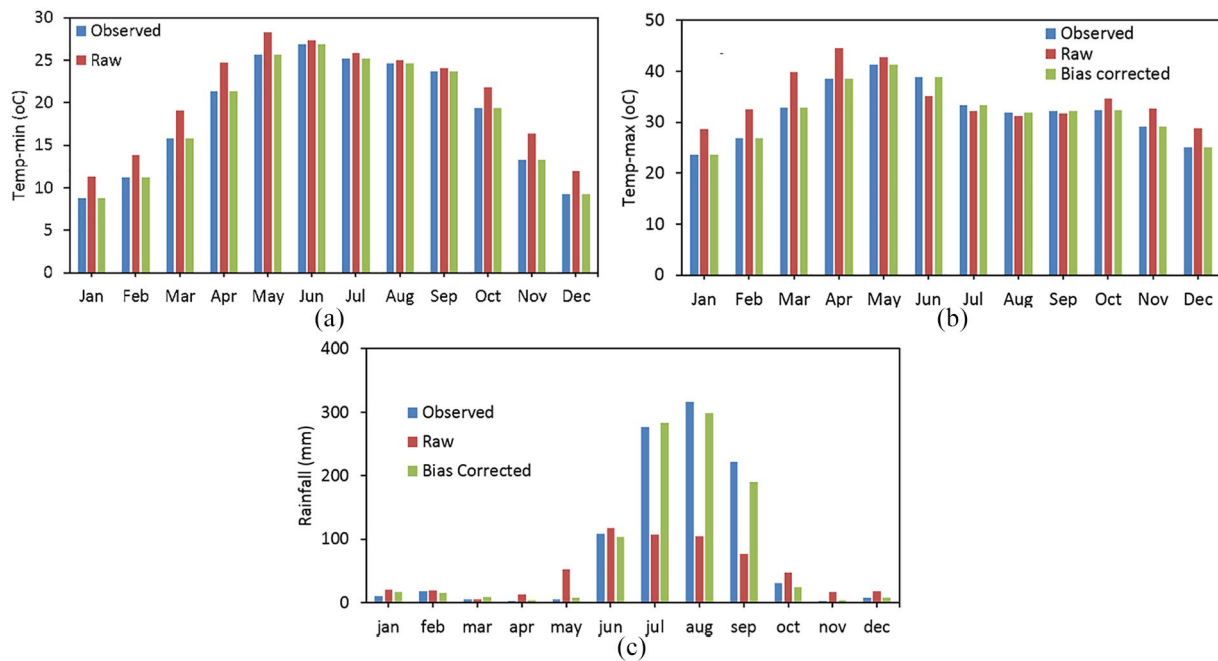 30
25
20
15
10
5
0
Temp-min (oC)
Observed
Raw
Jan Feb Mar Apr May Jun Jul Aug Sep Oct Nov Dec
(a)
50
40
30
20
10
0
Temp-max (oC)
Observed
Raw
Bias corrected
Jan Feb Mar Apr May Jun Jul Aug Sep Oct Nov Dec
(b)
400
300
200
100
0
Rainfall (mm)
Observed
Raw
Bias Corrected
jan feb mar apr may jun jul aug sep oct nov dec
(c)